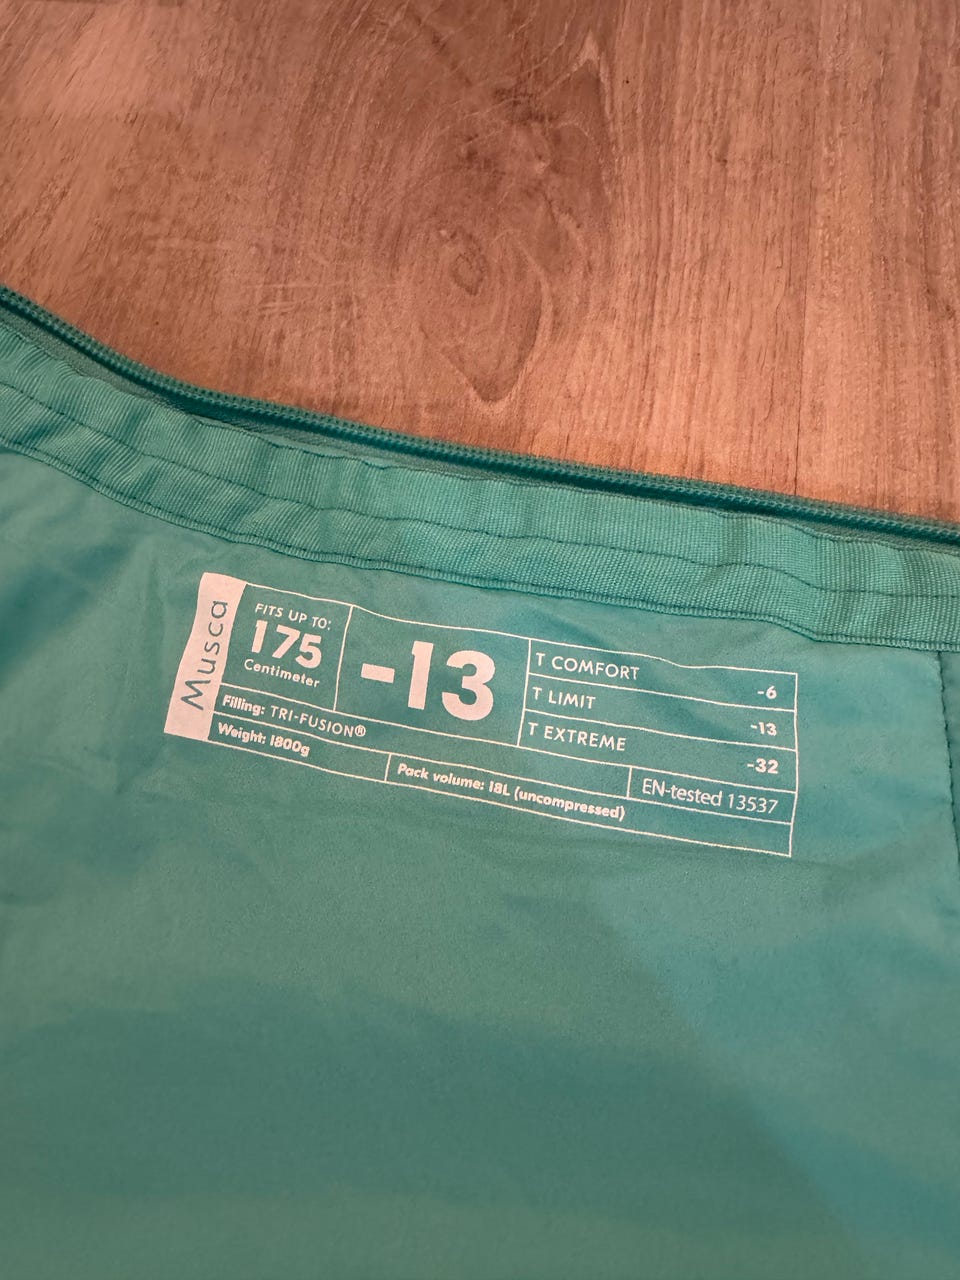 Musca
FITS UP TO:
175
Centimeter
-13
T COMFORT -6
T LIMIT -13
T EXTREME -32
Filling: TRI-FUSION®
EN-tested 13537
Weight: 1800g
Pack volume: 18L (uncompressed)